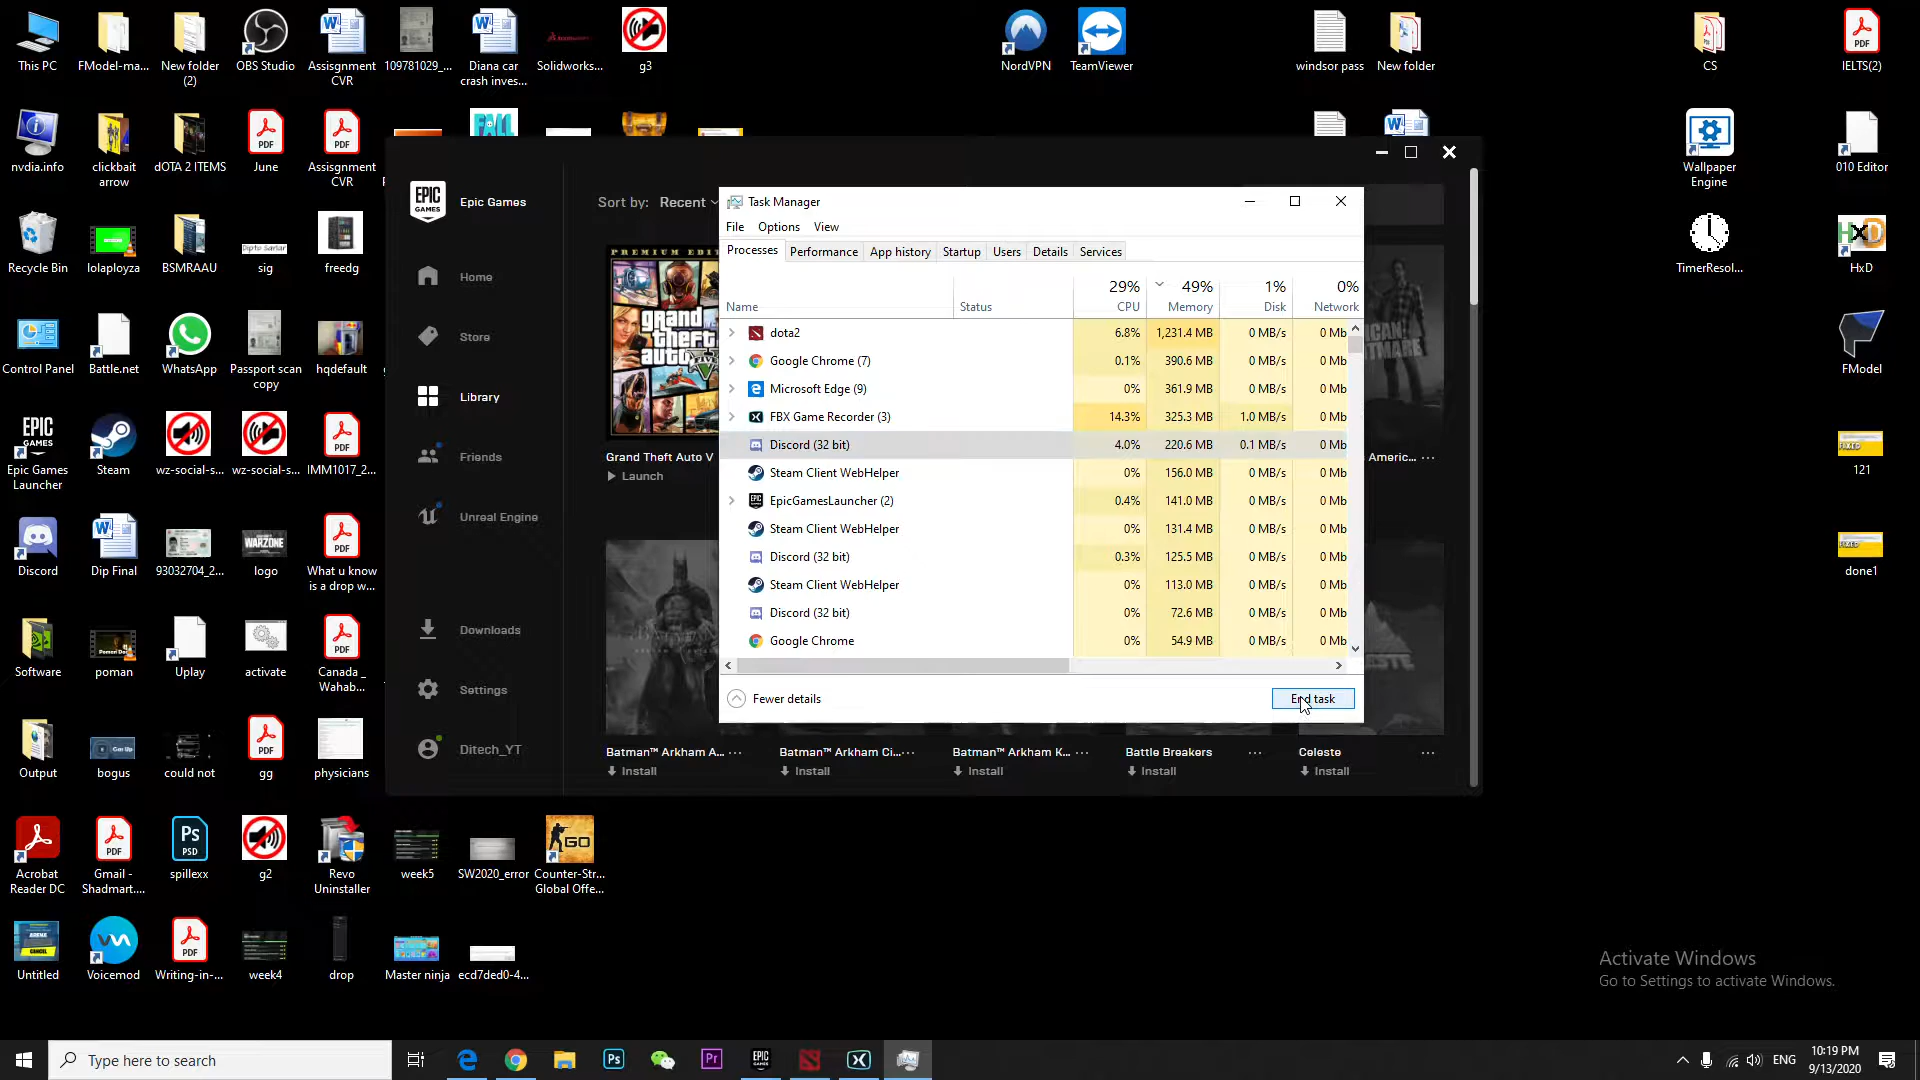 This PC
FModel-ma...
New folder
(2)
OBS Studio
Assisgnment
CVR
109781029_...
Diana car
crash inves...
Solidworks...
g3
NordVPN
TeamViewer
windsor pass
New folder
CS
IELTS(2)
nvdia.info
clickbait
arrow
dOTA 2 ITEMS
June
Assisgnment
CVR
FALL
Wallpaper
Engine
010 Editor
Recycle Bin
lolaployza
BSMRAAU
sig
freedg
TimerResol...
HxD
Control Panel
Battle.net
WhatsApp
Passport scan
copy
hqdefault
FModel
Epic Games
Launcher
Steam
wz-social-s...
wz-social-s...
IMM1017_2...
121
Discord
Dip Final
93032704_2...
logo
What u know
is a drop w...
done1
Software
poman
Uplay
activate
Canada _
Wahab...
Output
bogus
could not
gg
physicians
Acrobat
Reader DC
Gmail -
Shadmart....
spillexx
g2
Revo
Uninstaller
week5
SW2020_error
Counter-Str...
Global Offe...
Untitled
Voicemod
Writing-in-...
week4
drop
Master ninja
ecd7ded0-4...
EPIC
GAMES
Epic Games
Home
Store
Library
Friends
Unreal Engine
Downloads
Settings
Ditech_YT
Sort by: Recent
PREMIUM EDI
grand
theft
Grand Theft Auto V
Launch
Americ... ...
Batman™ Arkham A... ...
Install
Batman™ Arkham Ci... ...
Install
Batman™ Arkham K... ...
Install
Battle Breakers ...
Install
Celeste ...
Install
Task Manager
File Options View
Processes Performance App history Startup Users Details Services
29% 49% 1% 0%
Name Status CPU Memory Disk Network
dota2 6.8% 1,231.4 MB 0 MB/s 0 Mb
Google Chrome (7) 0.1% 390.6 MB 0 MB/s 0 Mb
Microsoft Edge (9) 0% 361.9 MB 0 MB/s 0 Mb
FBX Game Recorder (3) 14.3% 325.3 MB 1.0 MB/s 0 Mb
Discord (32 bit) 4.0% 220.6 MB 0.1 MB/s 0 Mb
Steam Client WebHelper 0% 156.0 MB 0 MB/s 0 Mb
EpicGamesLauncher (2) 0.4% 141.0 MB 0 MB/s 0 Mb
Steam Client WebHelper 0% 131.4 MB 0 MB/s 0 Mb
Discord (32 bit) 0.3% 125.5 MB 0 MB/s 0 Mb
Steam Client WebHelper 0% 113.0 MB 0 MB/s 0 Mb
Discord (32 bit) 0% 72.6 MB 0 MB/s 0 Mb
Google Chrome 0% 54.9 MB 0 MB/s 0 Mb
Fewer details
End task
Activate Windows
Go to Settings to activate Windows.
Type here to search
ENG
10:19 PM
9/13/2020